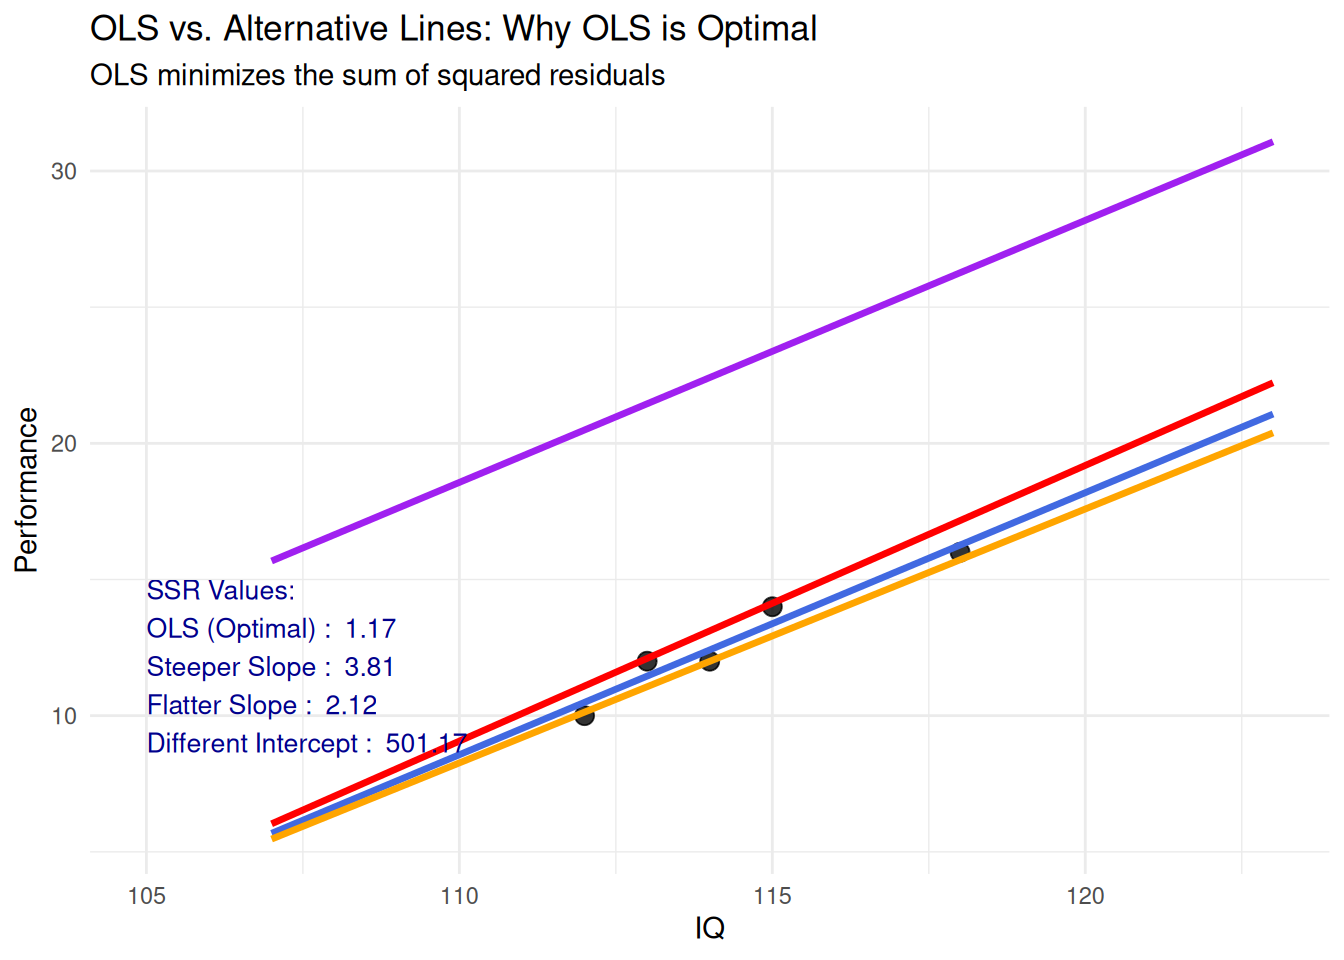 OLS vs. Alternative Lines: Why OLS is Optimal
OLS minimizes the sum of squared residuals
30
20
10
Performance
SSR Values:
OLS (Optimal) : 1.17
Steeper Slope : 3.81
Flatter Slope : 2.12
Different Intercept : 501.17
105
110
115
120
IQ